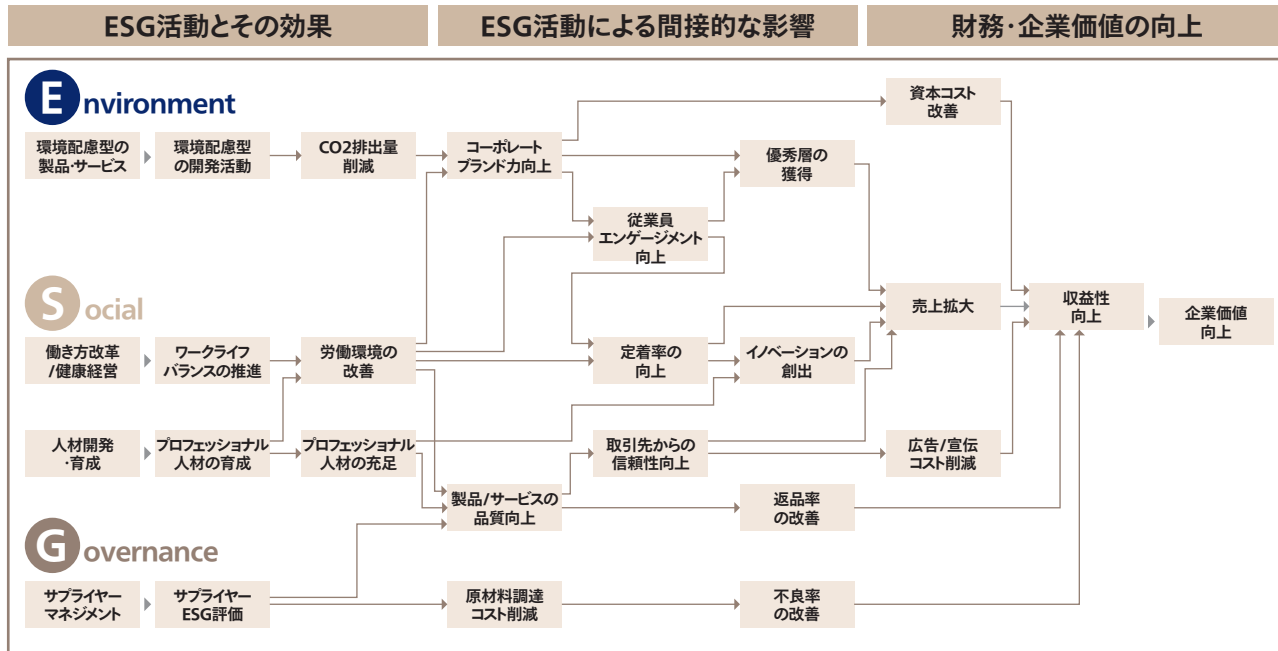 ESG活動とその効果
ESG活動による間接的な影響
財務・企業価値の向上
Environment
環境配慮型の
製品・サービス
環境配慮型
の開発活動
CO2排出量
削減
コーポレート
ブランド力向上
資本コスト
改善
優秀層の
獲得
従業員
エンゲージメント
向上
Social
働き方改革
/健康経営
ワークライフ
バランスの推進
労働環境の
改善
定着率の
向上
イノベーションの
創出
売上拡大
収益性
向上
企業価値
向上
人材開発
・育成
プロフェッショナル
人材の育成
プロフェッショナル
人材の充足
取引先からの
信頼性向上
広告/宣伝
コスト削減
製品/サービスの
品質向上
返品率
の改善
Governance
サプライヤー
マネジメント
サプライヤー
ESG評価
原材料調達
コスト削減
不良率
の改善